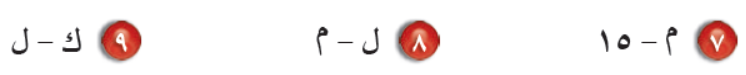 ٧ م – ١٥ ٨ ل – م ٩ ك – ل